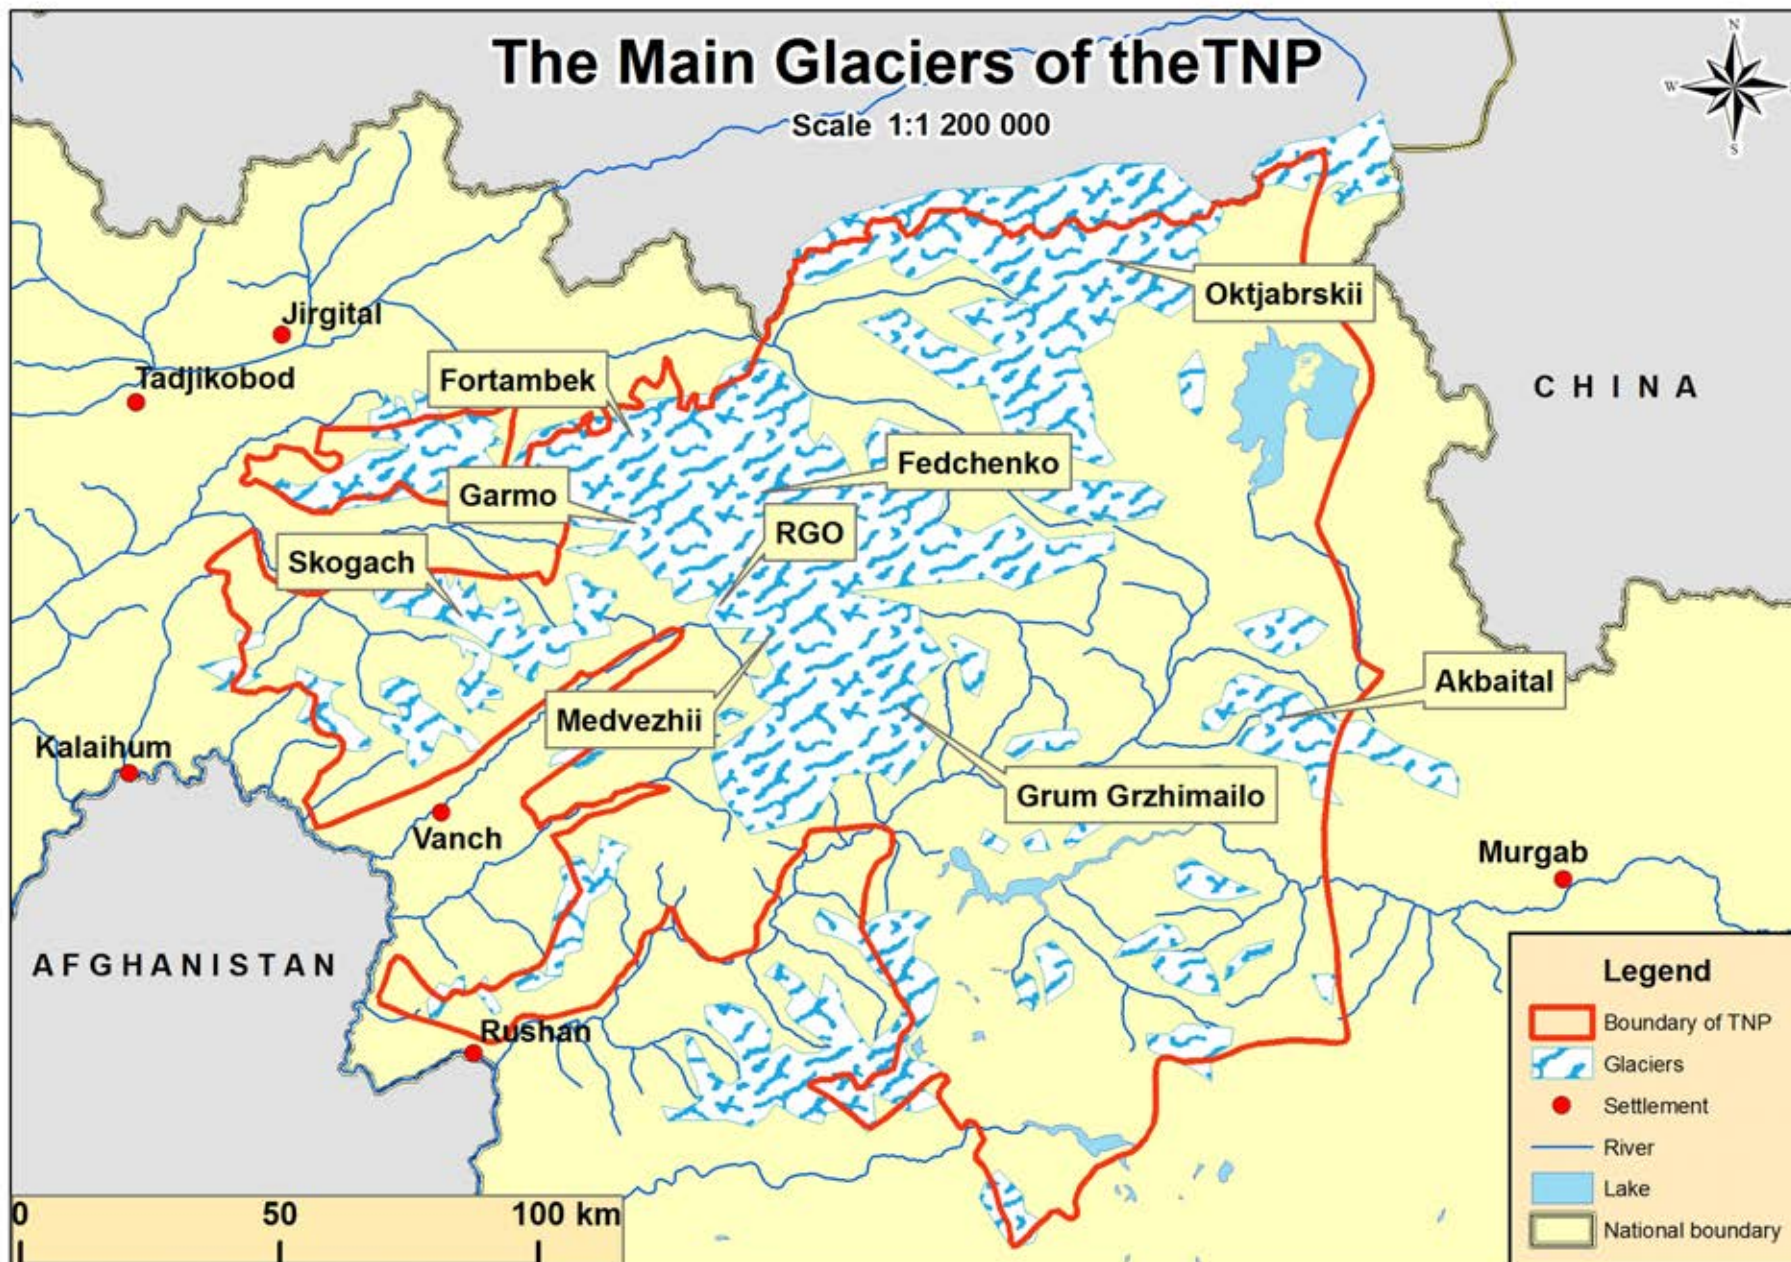 The Main Glaciers of theTNP
Scale 1:1 200 000
N
W
S
Oktjabrskii
Jirgital
Tadjikobod
Fortambek
CHINA
Fedchenko
Garmo
RGO
Skogach
Akbaital
Medvezhii
Kalaihum
Grum Grzhimailo
Vanch
Murgab
AFGHANISTAN
Rushan
Legend
Boundary of TNP
Glaciers
Settlement
River
Lake
National boundary
0 50 100 km